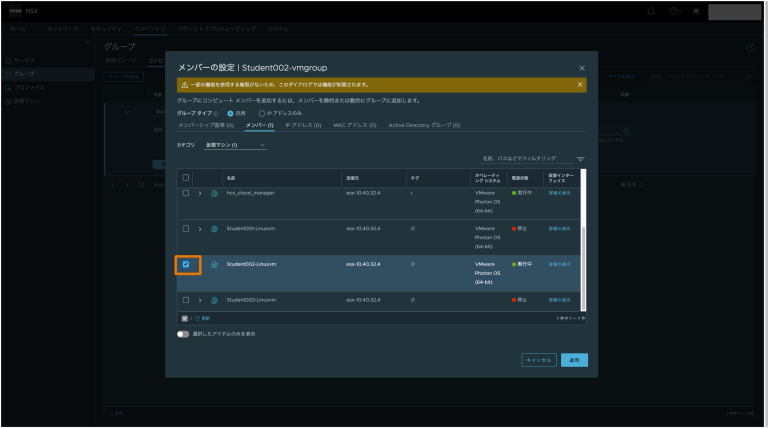 vmw NSX
ホーム ネットワーク セキュリティ インベントリ プランとトラブルシューティング システム
グループ
サービス
グループ
プロファイル
仮想マシン
メンバーの設定 | Student002-vmgroup
一部の機能を使用する権限がないため、このダイアログでは機能が制限されます。
グループにコンピュート メンバーを追加するには、メンバーを静的または動的にグループに追加します。
グループ タイプ 汎用 IP アドレスのみ
メンバーシップ基準 (0) メンバー (1) IP アドレス (0) MAC アドレス (0) Active Directory グループ (0)
カテゴリ 仮想マシン (1)
名前、パスなどでフィルタリング
名前 送信元 タグ オペレーティング システム 電源状態 仮想インターフェイス
hcx_cloud_manager esx-10.40.32.4 1 VMware Photon OS (64-bit) 実行中 詳細の表示
Student001-Linuxvm esx-10.40.32.4 0 VMware Photon OS (64-bit) 停止 詳細の表示
Student002-Linuxvm esx-10.40.32.4 0 VMware Photon OS (64-bit) 実行中 詳細の表示
Student003-Linuxvm esx-10.40.32.4 0 停止 詳細の表示
1 更新
選択したアイテムのみを表示
キャンセル 適用